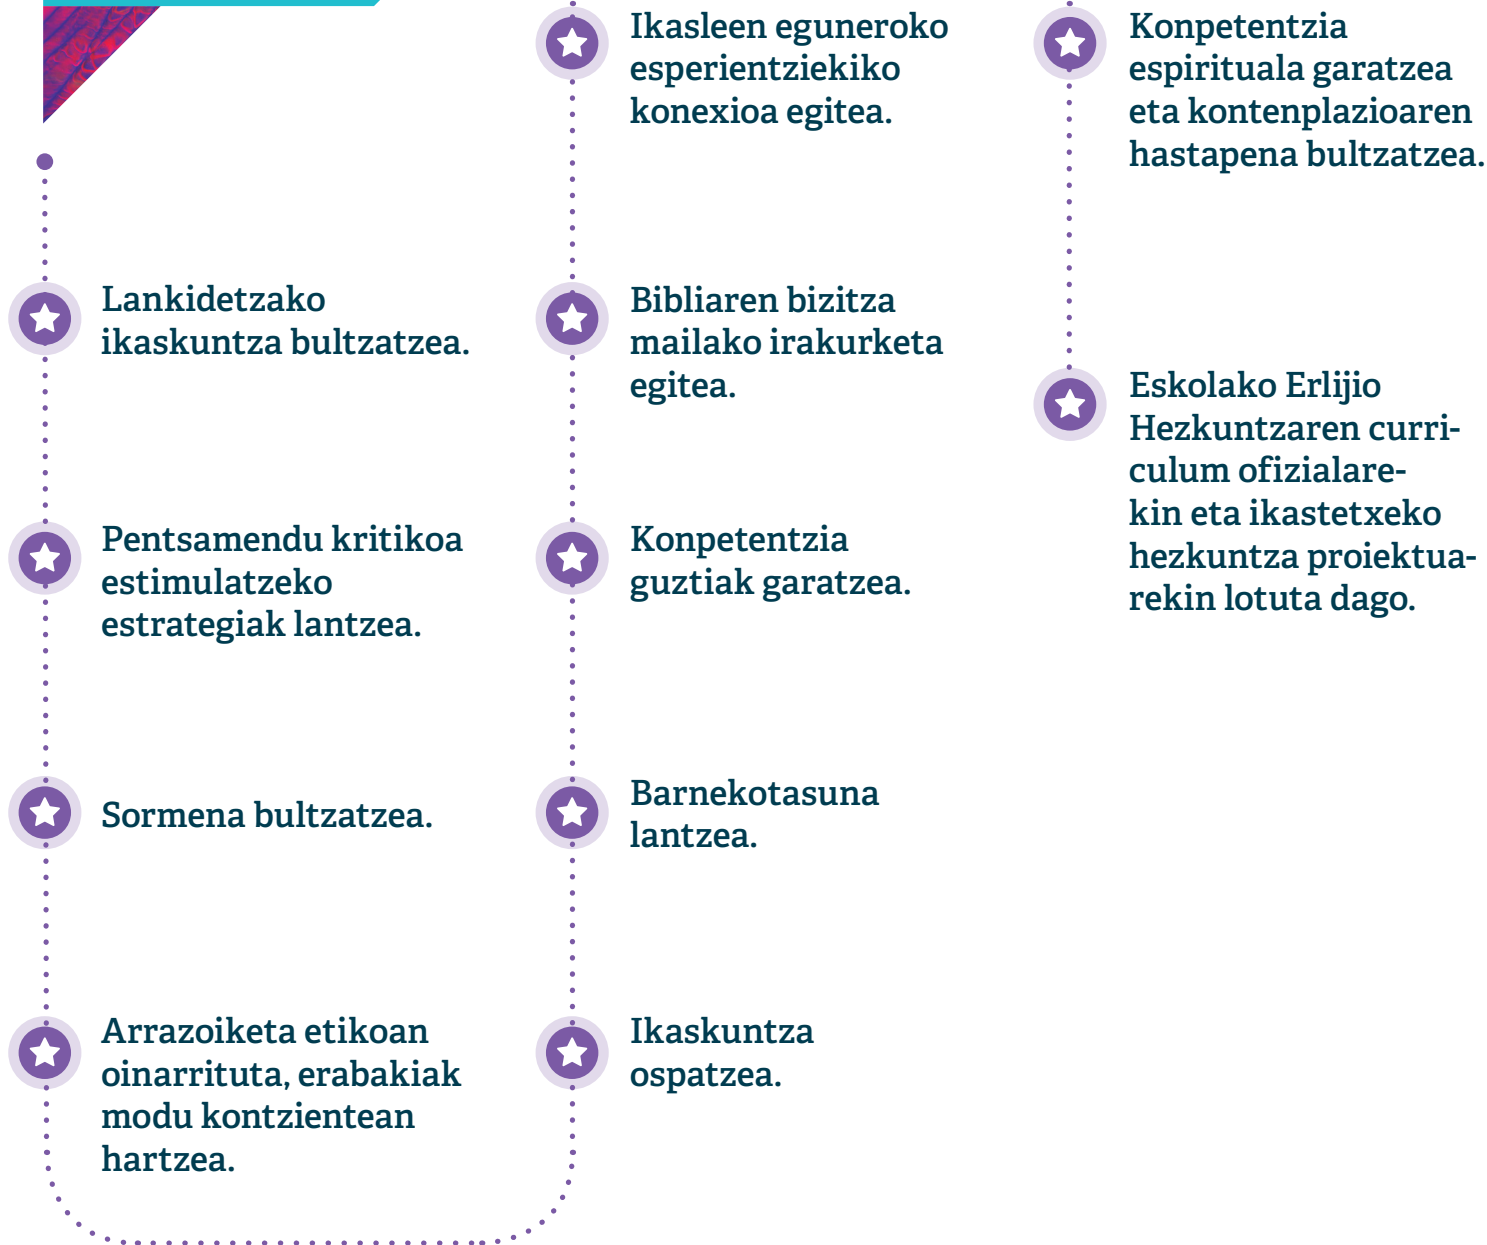 Lankidetzako
ikaskuntza bultzatzea.
Pentsamendu kritikoa
estimulatzeko
estrategiak lantzea.
Sormena bultzatzea.
Arrazoiketa etikoan
oinarrituta, erabakiak
modu kontzientean
hartzea.
Ikasleen eguneroko
esperientziekiko
konexioa egitea.
Bibliaren bizitza
mailako irakurketa
egitea.
Konpetentzia
guztiak garatzea.
Barnekotasuna
lantzea.
Ikaskuntza
ospatzea.
Konpetentzia
espirituala garatzea
eta kontenplazioaren
hastapena bultzatzea.
Eskolako Erlijio
Hezkuntzaren curri-
culum ofizialare-
kin eta ikastetxeko
hezkuntza proiektua-
rekin lotuta dago.